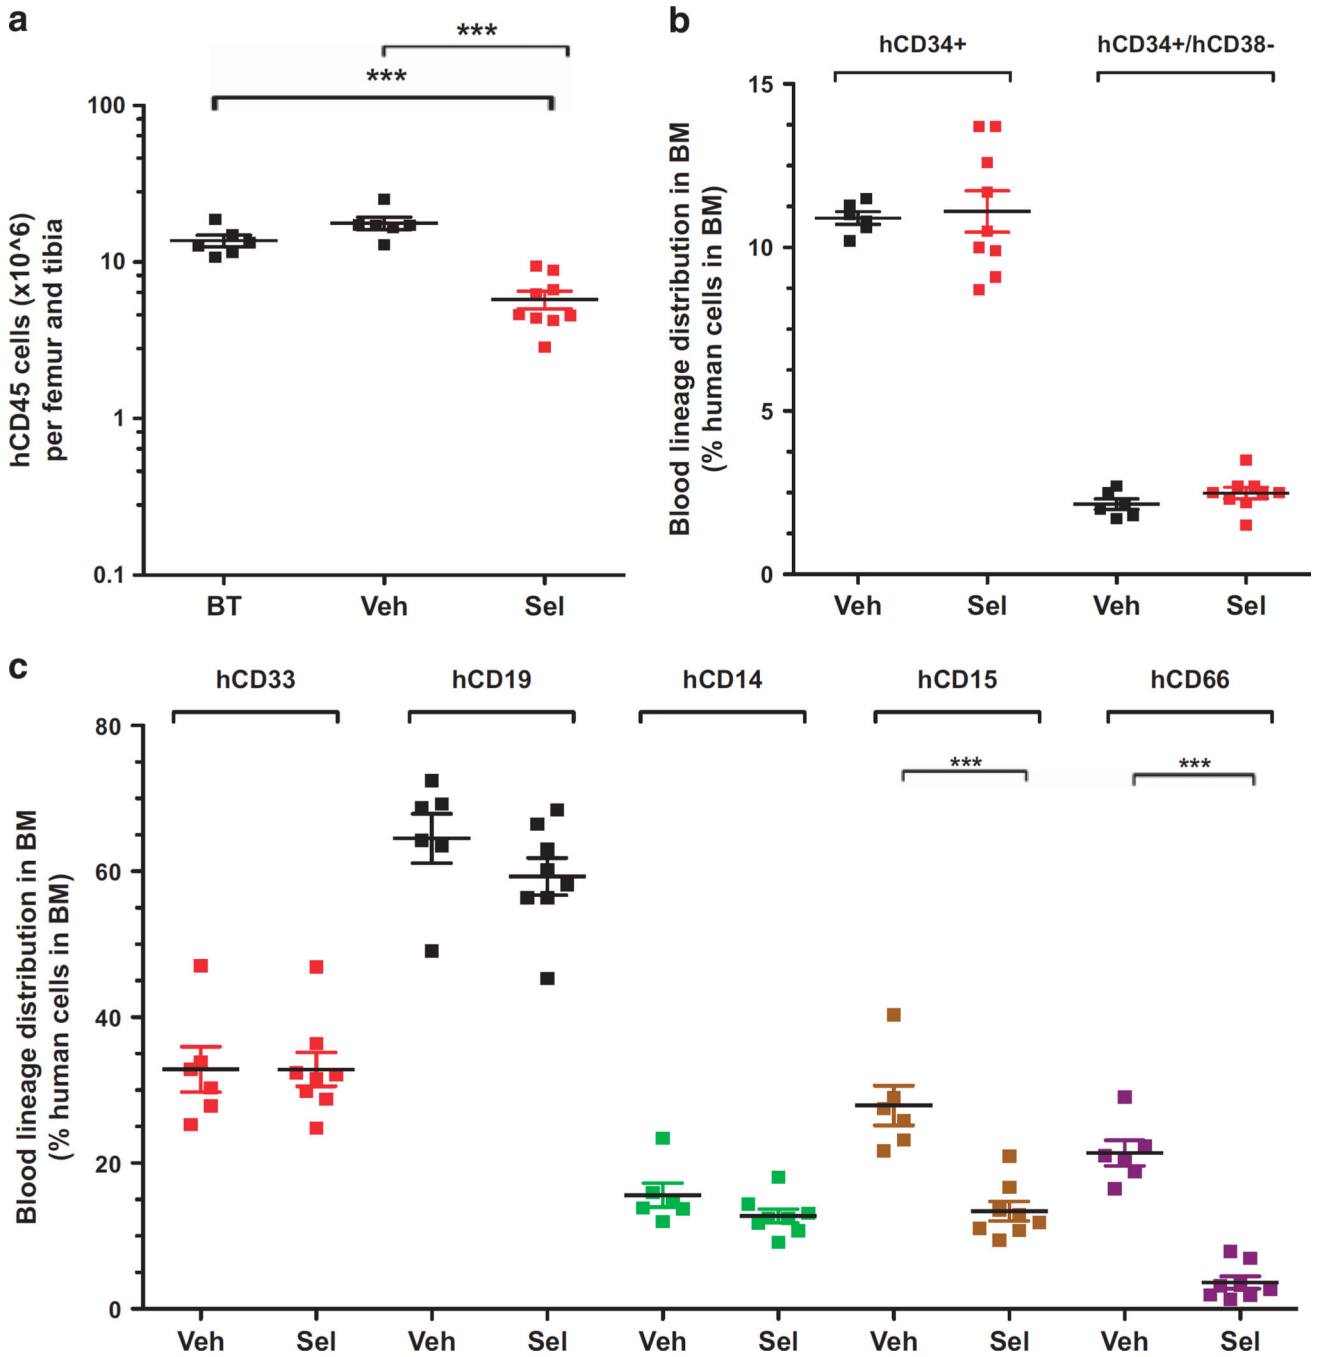 a
***
***
hCD45 cells (x10^6)
per femur and tibia
100
10
1
0.1
BT Veh Sel
b
hCD34+ hCD34+/hCD38-
Blood lineage distribution in BM
(% human cells in BM)
15
10
5
0
Veh Sel Veh Sel
c
hCD33 hCD19 hCD14 hCD15 hCD66
*** ***
Blood lineage distribution in BM
(% human cells in BM)
80
60
40
20
0
Veh Sel Veh Sel Veh Sel Veh Sel Veh Sel